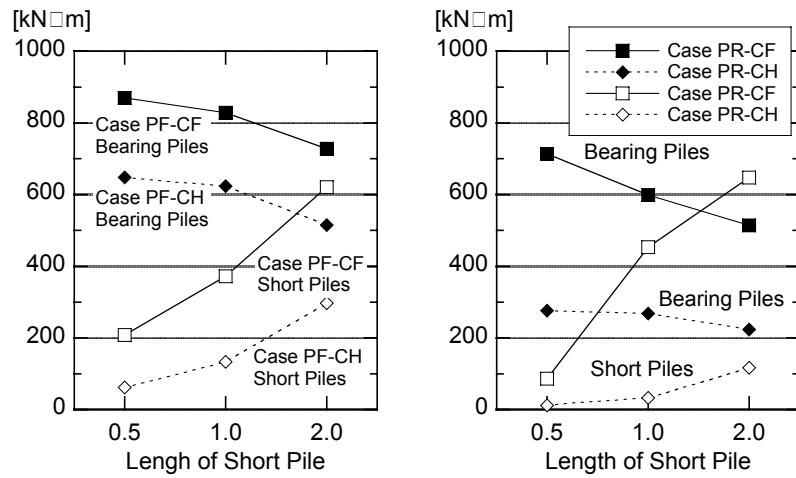 [kN□m]
1000
800
600
400
200
0
0.5 1.0 2.0
Lengh of Short Pile
Case PF-CF
Bearing Piles
Case PF-CH
Bearing Piles
Case PF-CF
Short Piles
Case PF-CH
Short Piles
[kN□m]
1000
800
600
400
200
0
0.5 1.0 2.0
Lengh of Short Pile
Case PR-CF
Case PR-CH
Case PR-CF
Case PR-CH
Bearing Piles
Bearing Piles
Short Piles